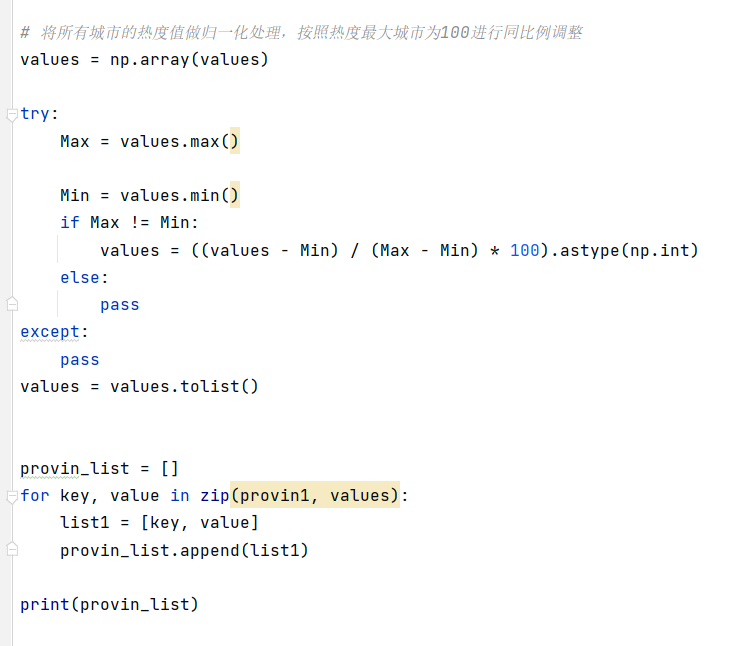 # 将所有城市的热度值做归一化处理，按照热度最大城市为100进行同比例调整
values = np.array(values)
try:
Max = values.max()
Min = values.min()
if Max != Min:
values = ((values - Min) / (Max - Min) * 100).astype(np.int)
else:
pass
except:
pass
values = values.tolist()
provin_list = []
for key, value in zip(provin1, values):
list1 = [key, value]
provin_list.append(list1)
print(provin_list)